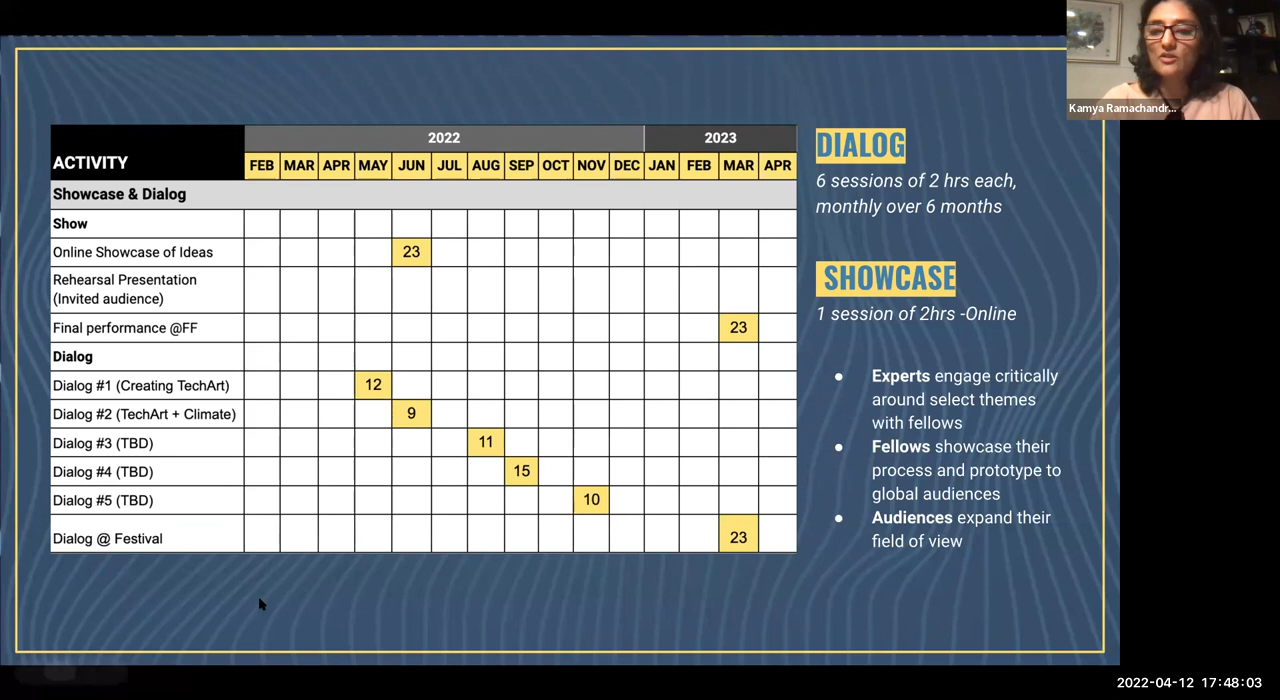 Kamya Ramachandr...
ACTIVITY
2022
2023
FEB MAR APR MAY JUN JUL AUG SEP OCT NOV DEC JAN FEB MAR APR
Showcase & Dialog
Show
Online Showcase of Ideas 23
Rehearsal Presentation
(Invited audience)
Final performance @FF 23
Dialog
Dialog #1 (Creating TechArt) 12
Dialog #2 (TechArt + Climate) 9
Dialog #3 (TBD) 11
Dialog #4 (TBD) 15
Dialog #5 (TBD) 10
Dialog @ Festival 23
DIALOG
6 sessions of 2 hrs each,
monthly over 6 months
SHOWCASE
1 session of 2hrs -Online
● Experts engage critically
around select themes
with fellows
● Fellows showcase their
process and prototype to
global audiences
● Audiences expand their
field of view
2022-04-12 17:48:03